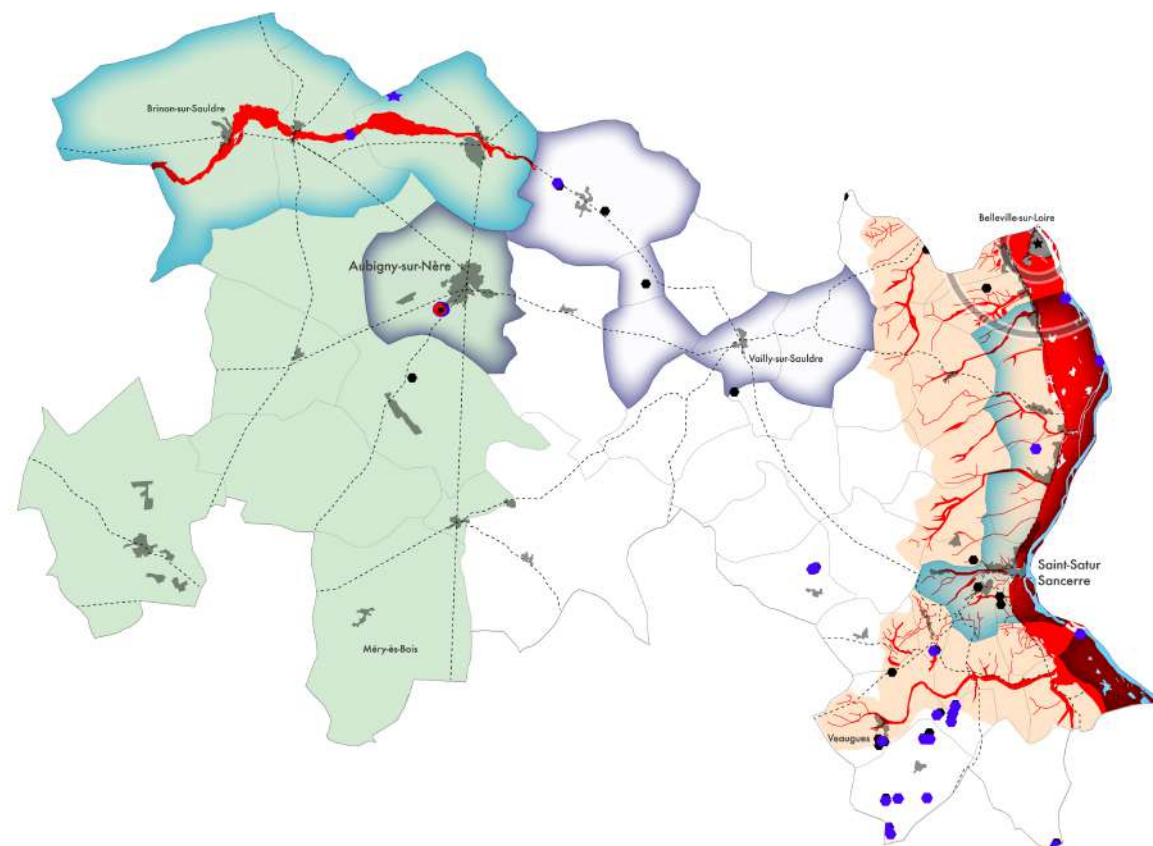 Brinon-sur-Sauldre
Belleville-sur-Loire
Aubigny-sur-Nère
Vailly-sur-Sauldre
Saint-Satur
Sancerre
Méry-ès-Bois
Veaugues